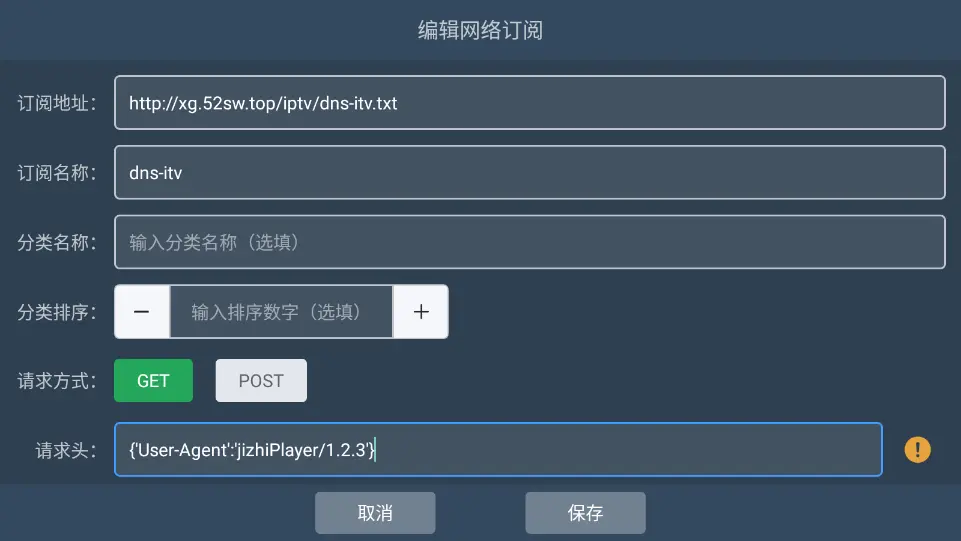 编辑网络订阅
订阅地址： http://xg.52sw.top/iptv/dns-itv.txt
订阅名称： dns-itv
分类名称： 输入分类名称（选填）
分类排序： − 输入排序数字（选填） +
请求方式： GET POST
请求头： {'User-Agent':'jizhiPlayer/1.2.3'} !
取消 保存